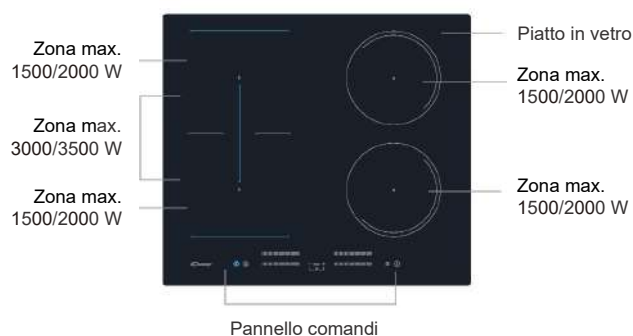 Zona max.
1500/2000 W
Zona max.
3000/3500 W
Zona max.
1500/2000 W
Piatto in vetro
Zona max.
1500/2000 W
Zona max.
1500/2000 W
Pannello comandi